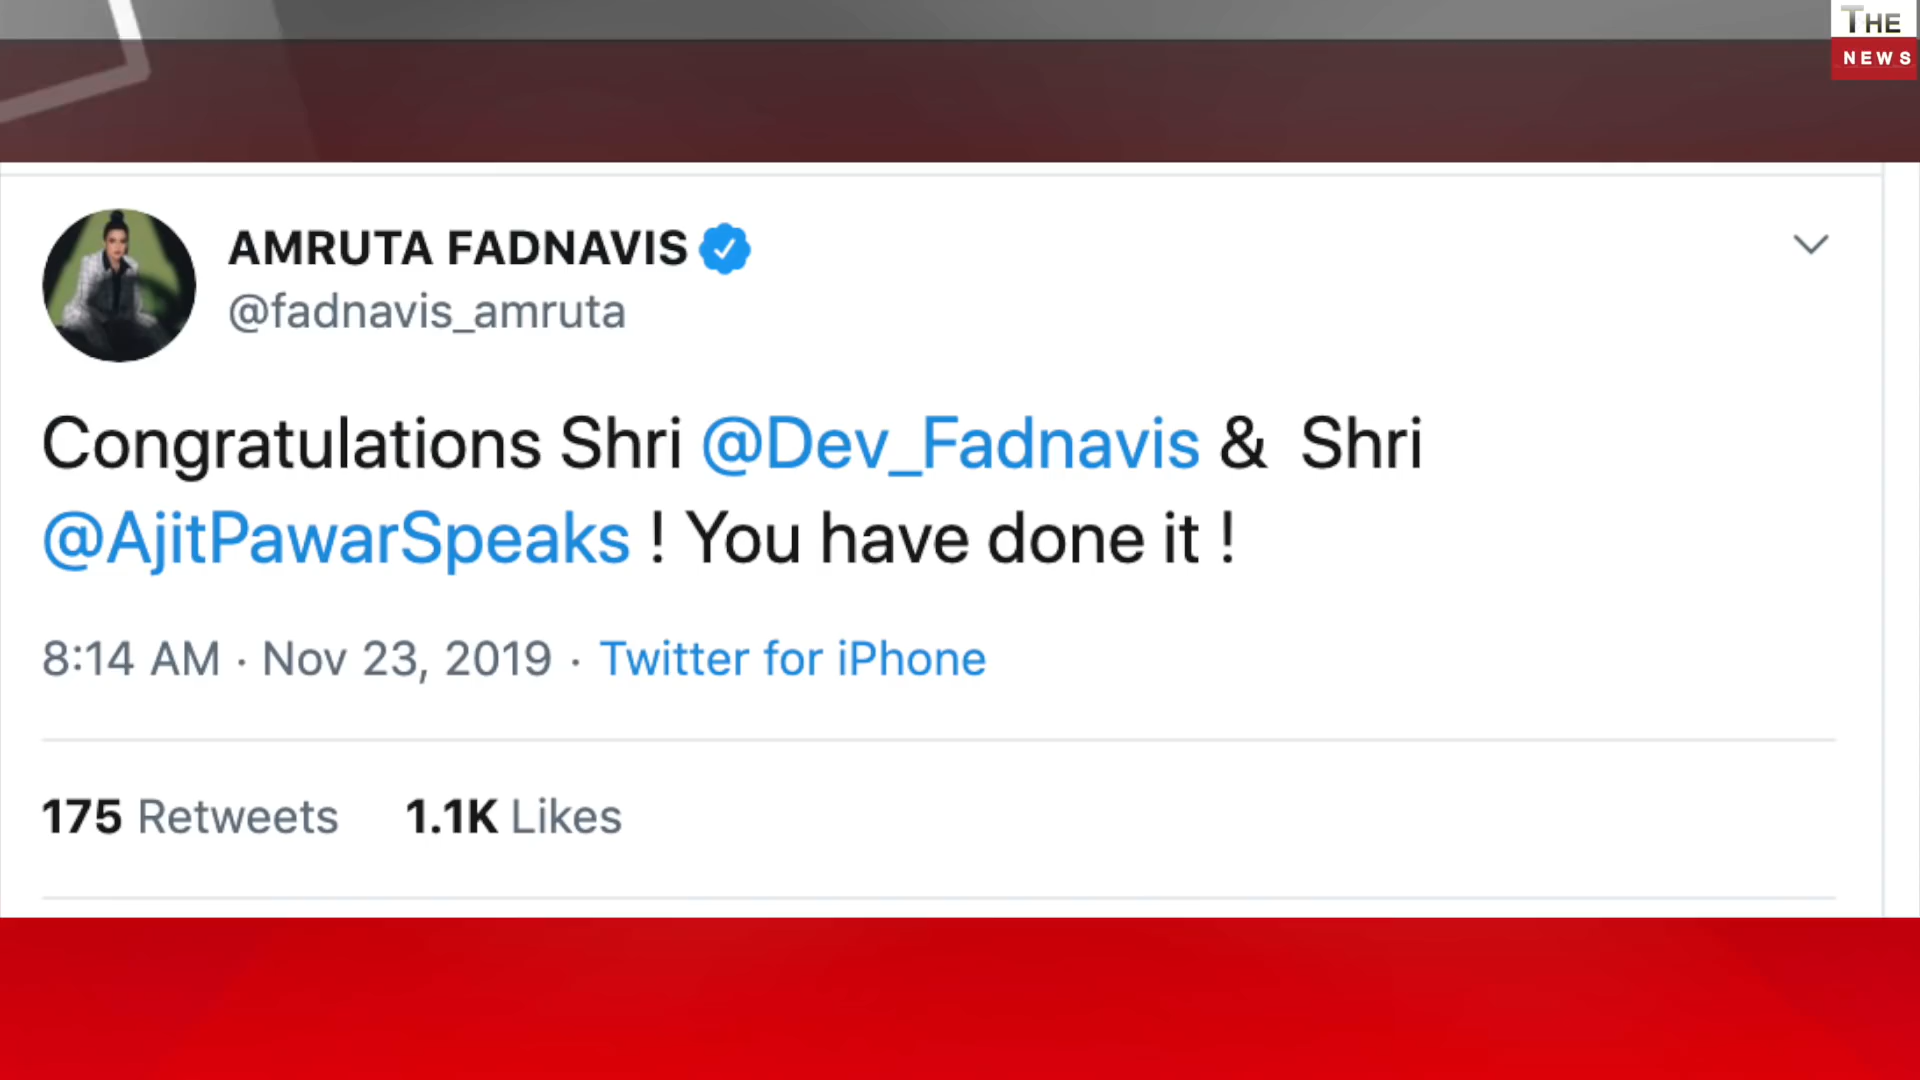 THE
NEWS
AMRUTA FADNAVIS
@fadnavis_amruta
Congratulations Shri @Dev_Fadnavis &  Shri
@AjitPawarSpeaks ! You have done it !
8:14 AM · Nov 23, 2019 · Twitter for iPhone
175 Retweets 1.1K Likes